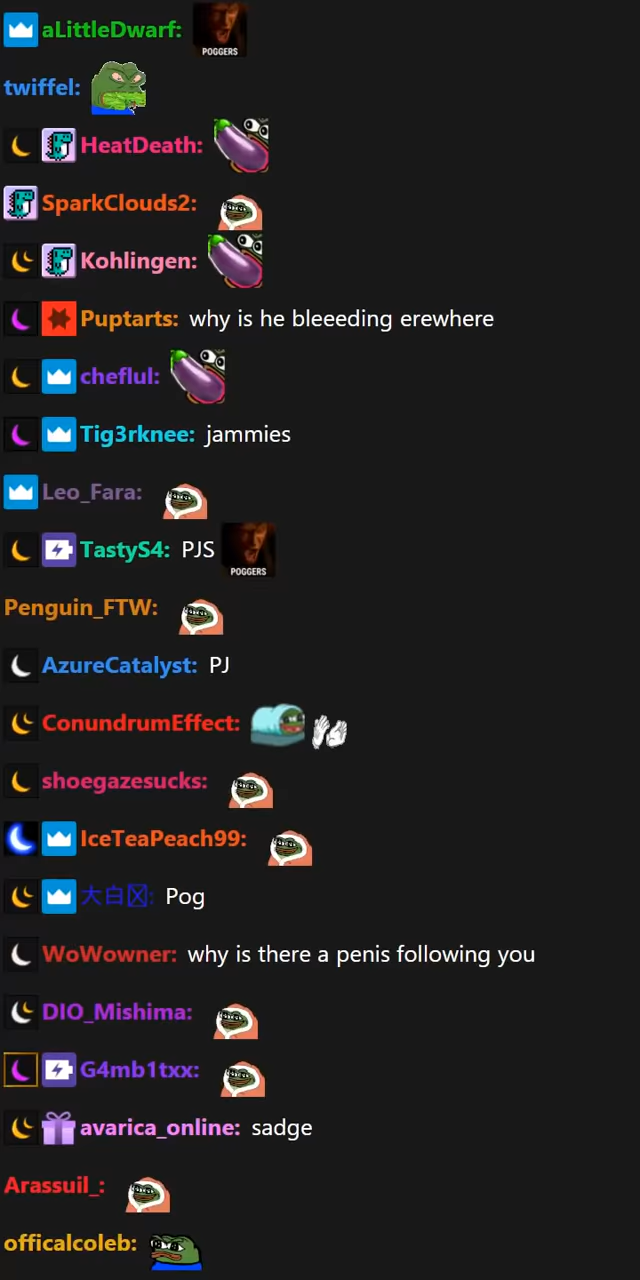 aLittleDwarf: POGGERS
twiffel:
HeatDeath:
SparkClouds2:
Kohlingen:
Puptarts: why is he bleeeding erewhere
cheflul:
Tig3rknee: jammies
Leo_Fara:
TastyS4: PJS POGGERS
Penguin_FTW:
AzureCatalyst: PJ
ConundrumEffect:
shoegazesucks:
IceTeaPeach99:
大白: Pog
WoWowner: why is there a penis following you
DIO_Mishima:
G4mb1txx:
avarica_online: sadge
Arassuil_:
officalcoleb: